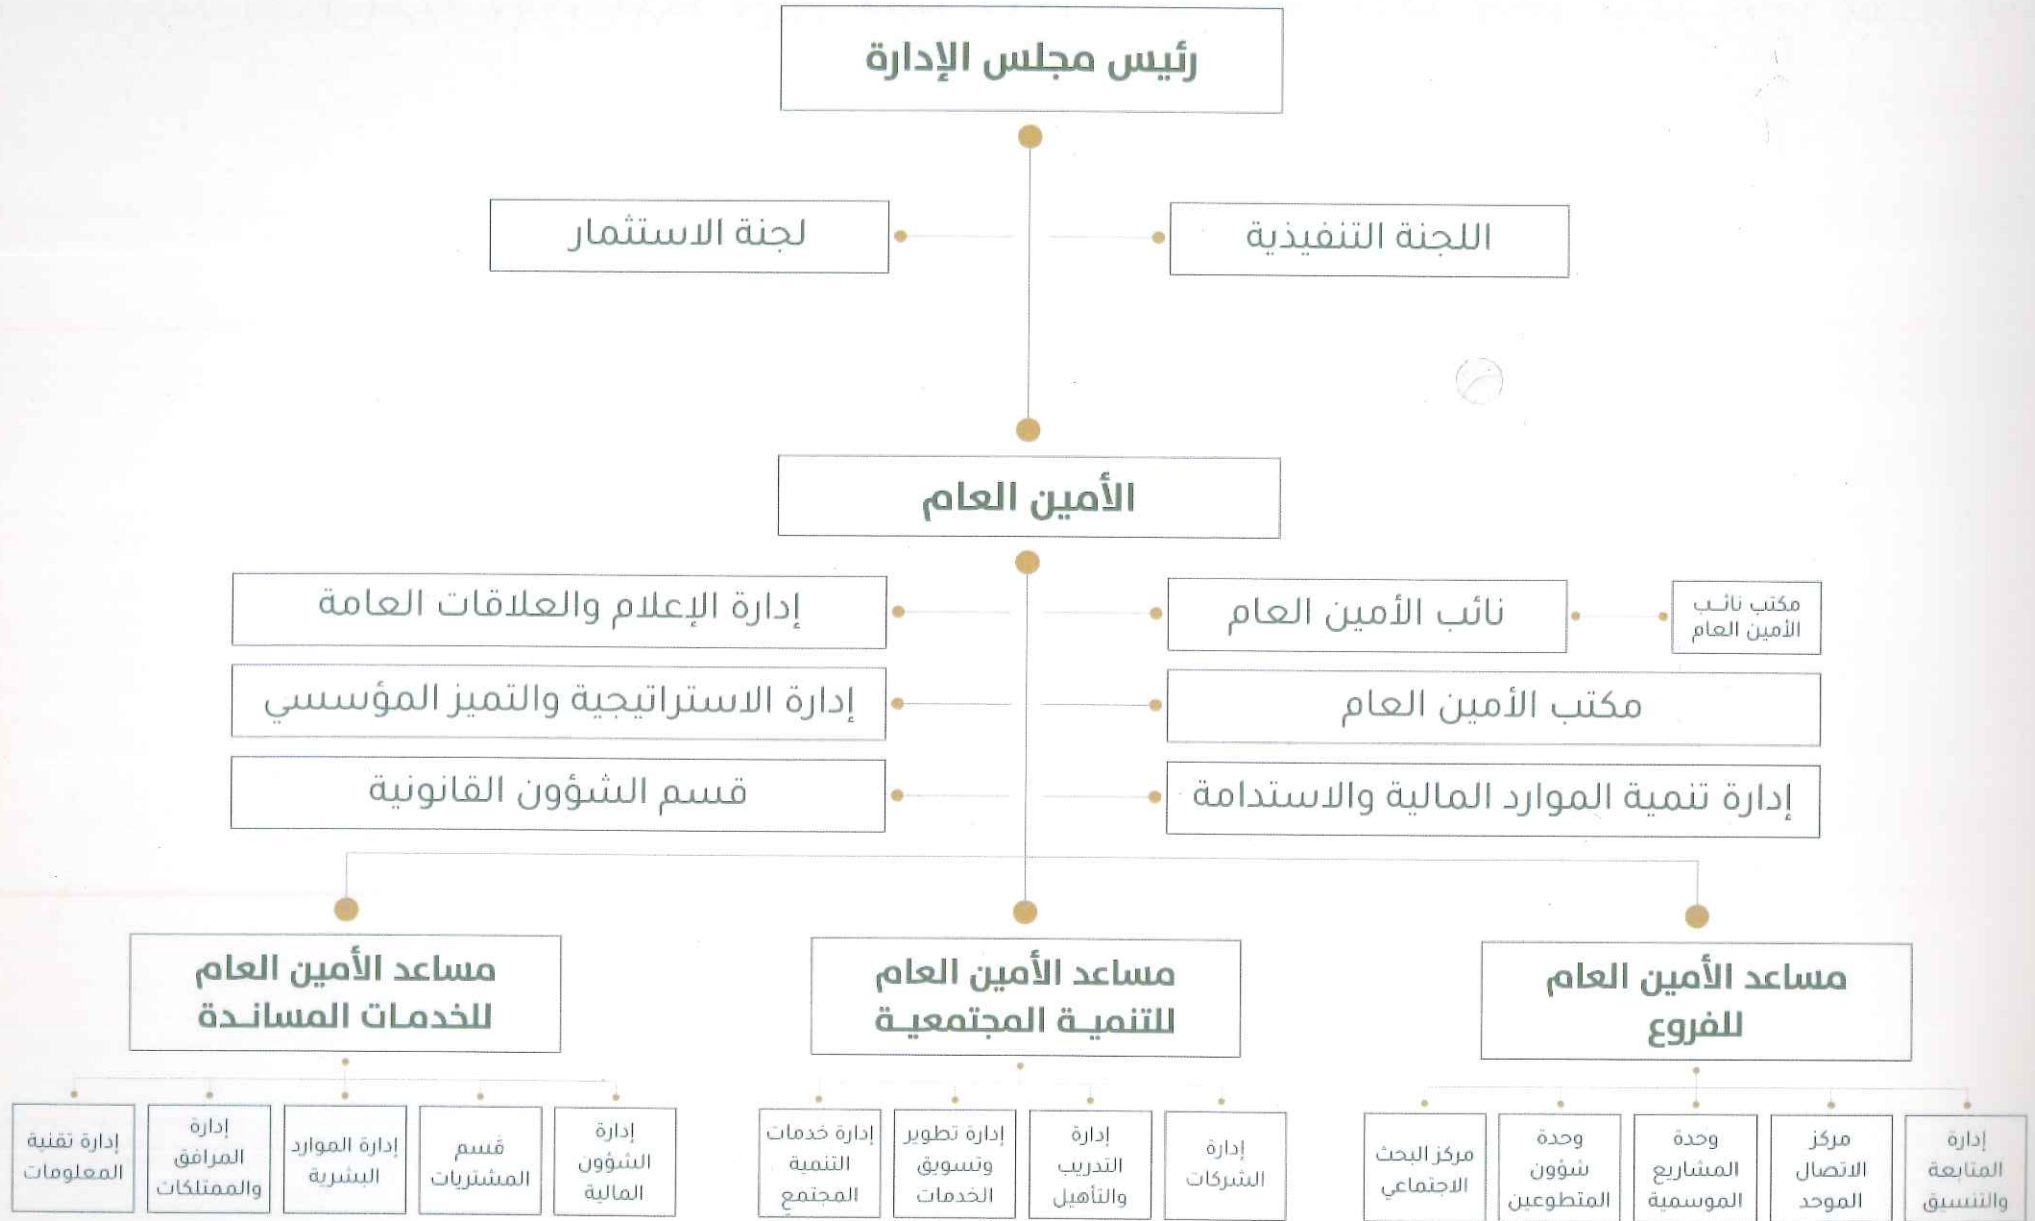 رئيس مجلس الإدارة
اللجنة التنفيذية
لجنة الاستثمار
الأمين العام
مكتب نائب
الأمين العام
نائب الأمين العام
إدارة الإعلام والعلاقات العامة
مكتب الأمين العام
إدارة الاستراتيجية والتميز المؤسسي
إدارة تنمية الموارد المالية والاستدامة
قسم الشؤون القانونية
مساعد الأمين العام
للفروع
مساعد الأمين العام
للتنمية المجتمعية
مساعد الأمين العام
للخدمات المساندة
إدارة
المتابعة
والتنسيق
مركز
الاتصال
الموحد
وحدة
المشاريع
الموسمية
وحدة
شؤون
المتطوعين
مركز البحث
الاجتماعي
إدارة
الشركات
إدارة
التدريب
والتأهيل
إدارة تطوير
وتسويق
الخدمات
إدارة خدمات
التنمية
المجتمع
إدارة
الشؤون
المالية
قسم
المشتريات
إدارة الموارد
البشرية
إدارة
المرافق
والممتلكات
إدارة تقنية
المعلومات